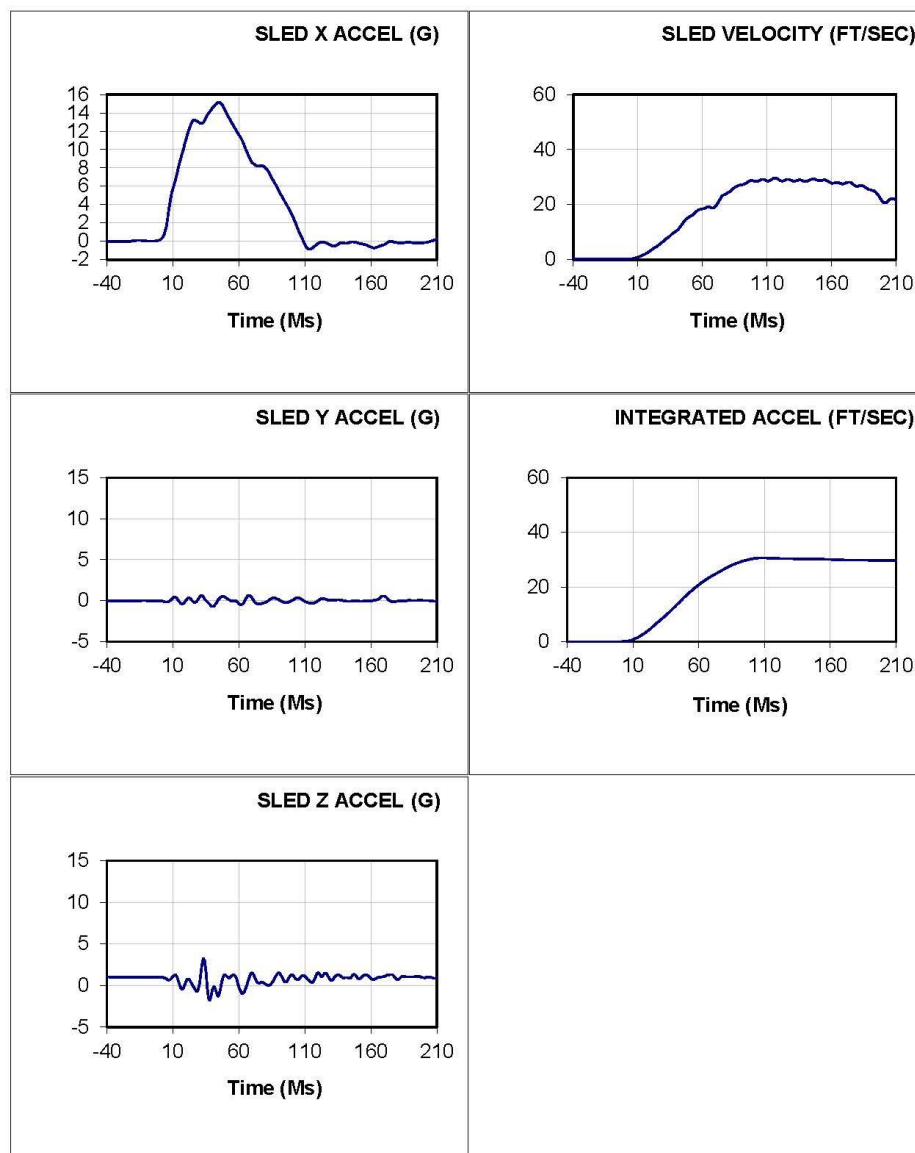 SLED X ACCEL (G)
16
14
12
10
8
6
4
2
0
-2
-40 10 60 110 160 210
Time (Ms)
SLED VELOCITY (FT/SEC)
60
40
20
0
-40 10 60 110 160 210
Time (Ms)
SLED Y ACCEL (G)
15
10
5
0
-5
-40 10 60 110 160 210
Time (Ms)
INTEGRATED ACCEL (FT/SEC)
60
40
20
0
-40 10 60 110 160 210
Time (Ms)
SLED Z ACCEL (G)
15
10
5
0
-5
-40 10 60 110 160 210
Time (Ms)